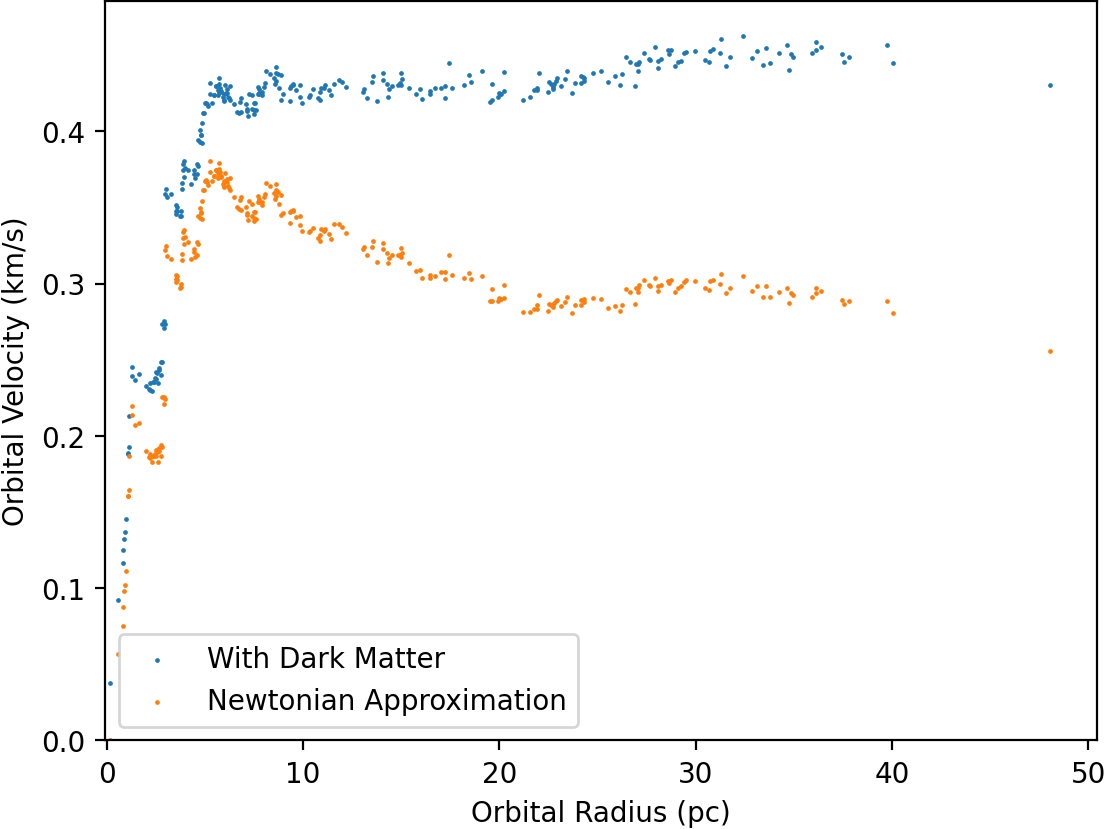 Orbital Velocity (km/s)
0.4
0.3
0.2
0.1
0.0
With Dark Matter
Newtonian Approximation
0
10
20
30
40
50
Orbital Radius (pc)